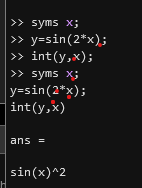 >> syms x;
>> y=sin(2*x);
>> int(y,x);
>> syms x;
y=sin(2*x);
int(y,x)
ans =
sin(x)^2